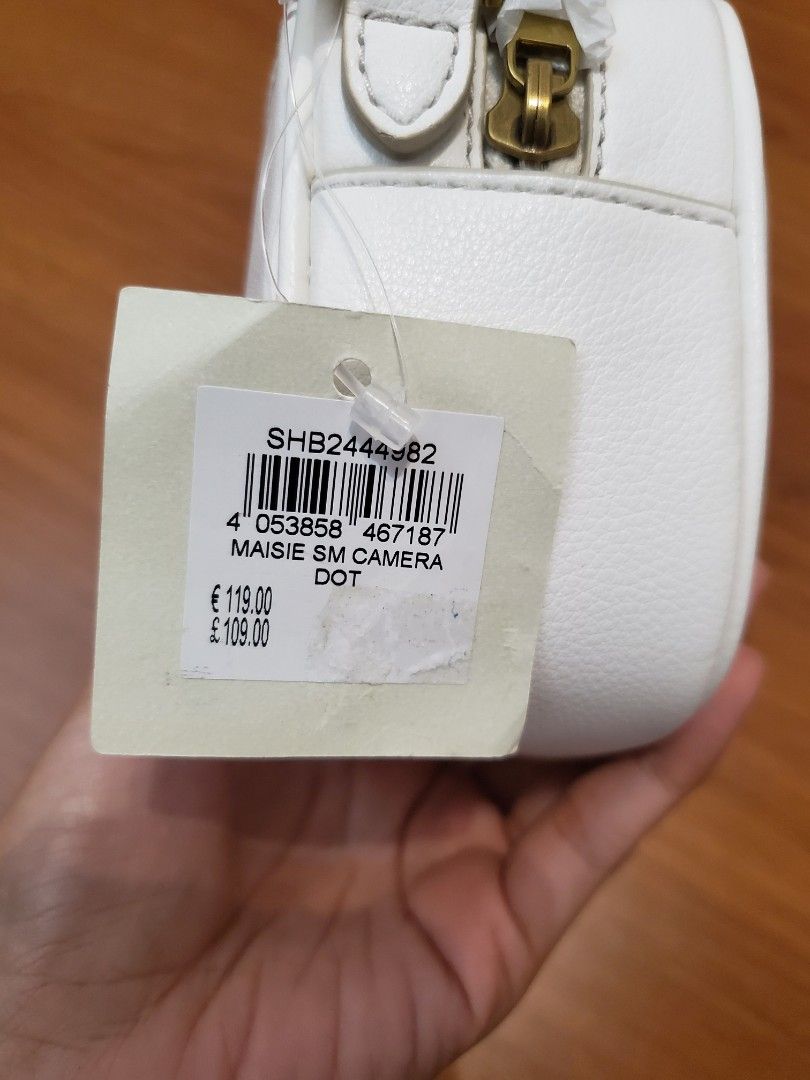 SHB2444982
4 053858 467187
MAISIE SM CAMERA
DOT
€ 119.00
£ 109.00